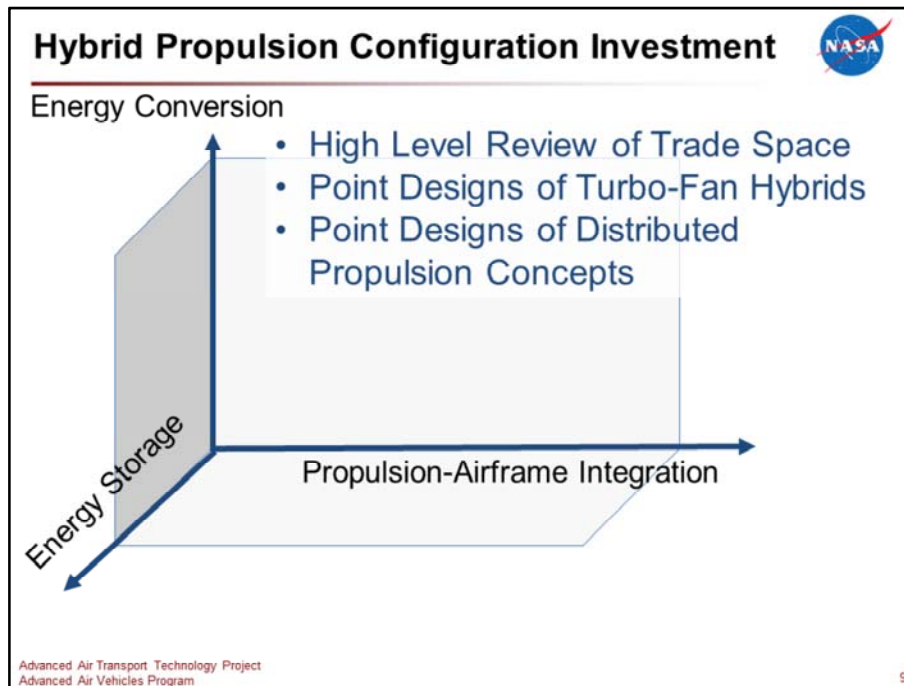 Hybrid Propulsion Configuration Investment
NASA
Energy Conversion
• High Level Review of Trade Space
• Point Designs of Turbo-Fan Hybrids
• Point Designs of Distributed
Propulsion Concepts
Energy Storage
Propulsion-Airframe Integration
Advanced Air Transport Technology Project
Advanced Air Vehicles Program
9